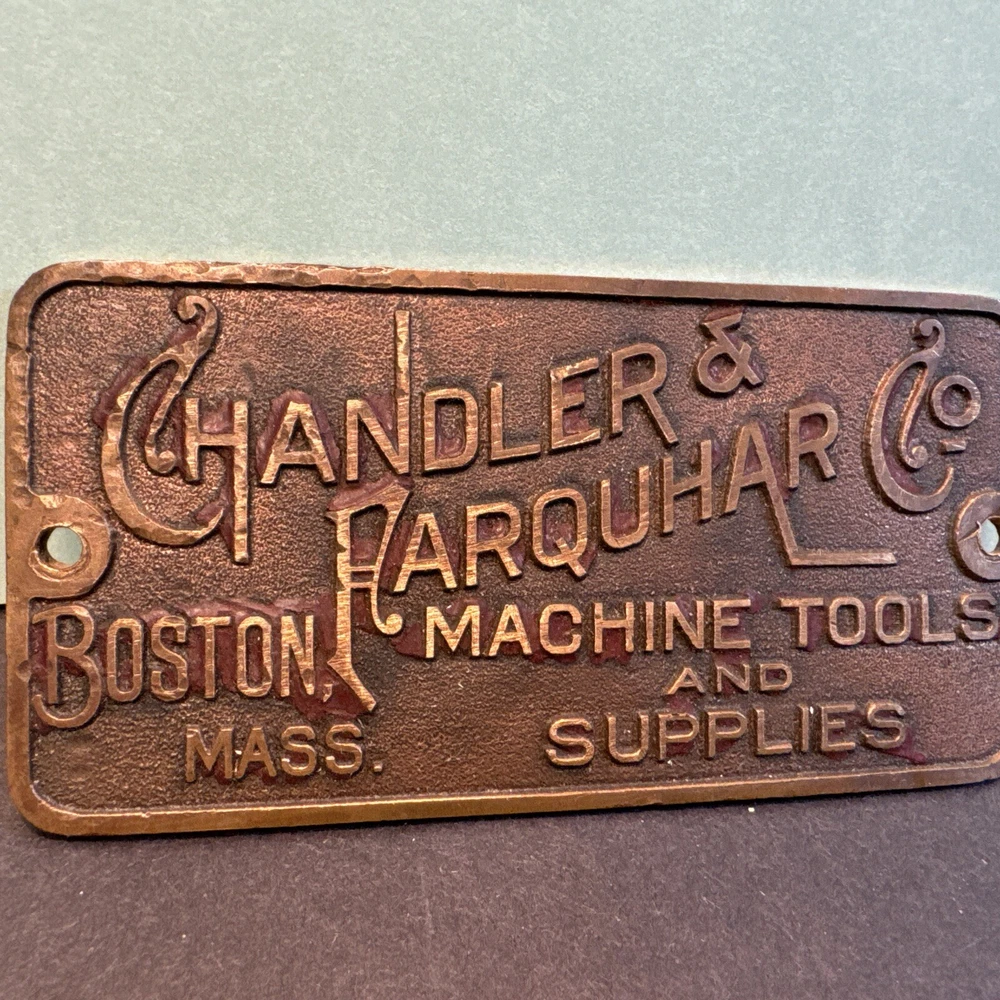 CHANDLER &
FARQUHAR CO
BOSTON,
MASS.
MACHINE TOOLS
AND
SUPPLIES